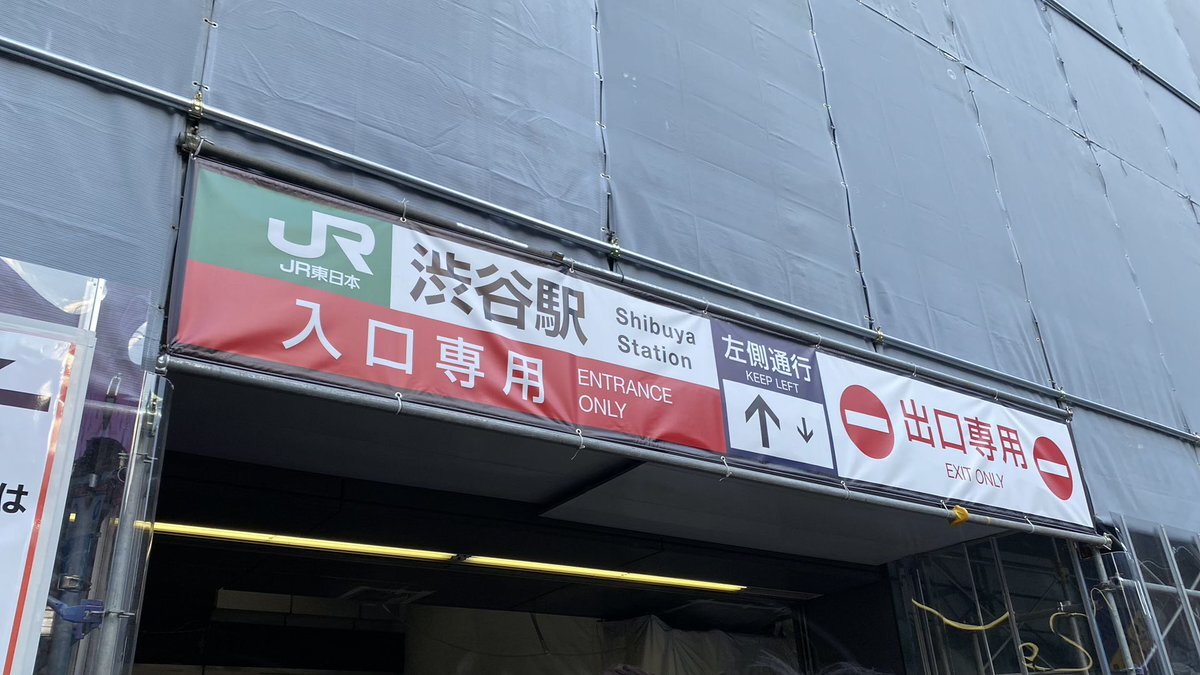 JR
JR東日本
渋谷駅
Shibuya
Station
入口専用
ENTRANCE
ONLY
左側通行
KEEP LEFT
出口専用
EXIT ONLY
は